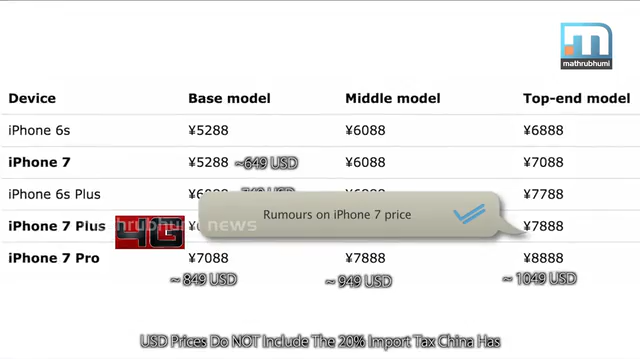 mathrubhumi
Device Base model Middle model Top-end model
iPhone 6s ¥5288 ¥6088 ¥6888
iPhone 7 ¥5288 ~649 USD ¥6088 ¥7088
iPhone 6s Plus ¥7788
Rumours on iPhone 7 price
iPhone 7 Plus 4G news ¥7888
iPhone 7 Pro ¥7088 ¥7888 ¥8888
~ 849 USD ~ 949 USD ~ 1049 USD
USD Prices Do NOT Include The 20% Import Tax China Has